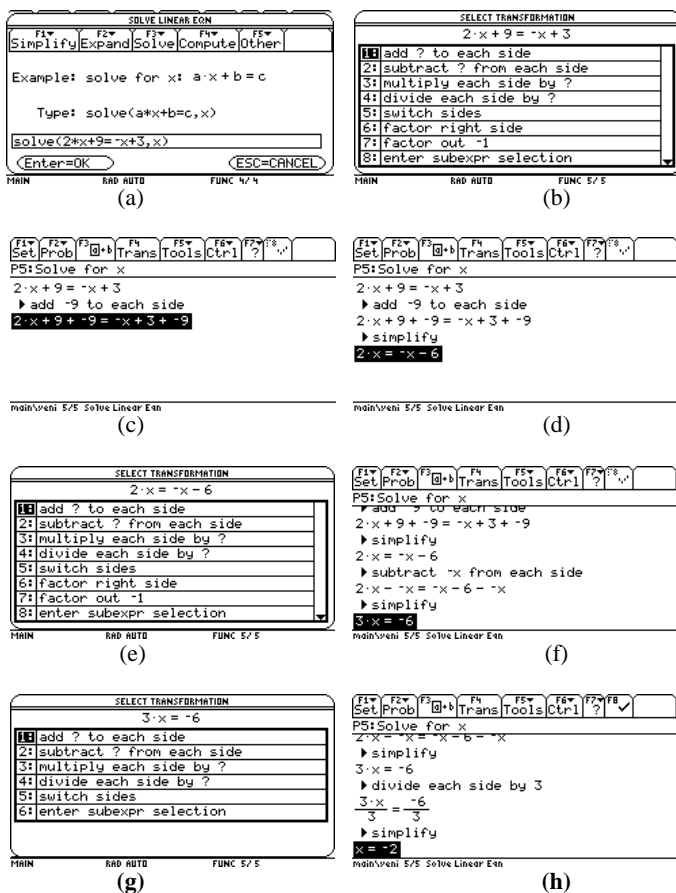 SOLVE LINEAR EQN
F1▾ F2▾ F3▾ F4▾ F5▾
Simplify Expand Solve Compute Other
Example: solve for x: a·x+b=c
Type: solve(a*x+b=c,x)
solve(2*x+9=⁻x+3,x)
Enter=OK ESC=CANCEL
MAIN RAD AUTO FUNC 4/4
(a)
SELECT TRANSFORMATION
2·x+9 = ⁻x+3
1: add ? to each side
2: subtract ? from each side
3: multiply each side by ?
4: divide each side by ?
5: switch sides
6: factor right side
7: factor out ⁻1
8: enter subexpr selection
MAIN RAD AUTO FUNC 5/5
(b)
F1▾ F2▾ F3 F4 F5▾ F6▾ F7▾ F8
Set Prob a+b Trans Tools Ctrl ? ✓
P5:Solve for x
2·x+9 = ⁻x+3
▸add ⁻9 to each side
2·x+9+ ⁻9 = ⁻x+3+ ⁻9
main\yeni 5/5 Solve Linear Eqn
(c)
F1▾ F2▾ F3 F4 F5▾ F6▾ F7▾ F8
Set Prob a+b Trans Tools Ctrl ? ✓
P5:Solve for x
2·x+9 = ⁻x+3
▸add ⁻9 to each side
2·x+9+ ⁻9 = ⁻x+3+ ⁻9
▸simplify
2·x = ⁻x-6
main\yeni 5/5 Solve Linear Eqn
(d)
SELECT TRANSFORMATION
2·x = ⁻x-6
1: add ? to each side
2: subtract ? from each side
3: multiply each side by ?
4: divide each side by ?
5: switch sides
6: factor right side
7: factor out ⁻1
8: enter subexpr selection
MAIN RAD AUTO FUNC 5/5
(e)
F1▾ F2▾ F3 F4 F5▾ F6▾ F7▾ F8
Set Prob a+b Trans Tools Ctrl ? ✓
P5:Solve for x
▸add ⁻9 to each side
2·x+9+ ⁻9 = ⁻x+3+ ⁻9
▸simplify
2·x = ⁻x-6
▸subtract ⁻x from each side
2·x- ⁻x = ⁻x-6- ⁻x
▸simplify
3·x = ⁻6
main\yeni 5/5 Solve Linear Eqn
(f)
SELECT TRANSFORMATION
3·x = ⁻6
1: add ? to each side
2: subtract ? from each side
3: multiply each side by ?
4: divide each side by ?
5: switch sides
6: enter subexpr selection
MAIN RAD AUTO FUNC 5/5
(g)
F1▾ F2▾ F3 F4 F5▾ F6▾ F7▾ F8
Set Prob a+b Trans Tools Ctrl ? ✓
P5:Solve for x
2·x- ⁻x = ⁻x-6- ⁻x
▸simplify
3·x = ⁻6
▸divide each side by 3
3·x/3 = ⁻6/3
▸simplify
x = ⁻2
main\yeni 5/5 Solve Linear Eqn
(h)